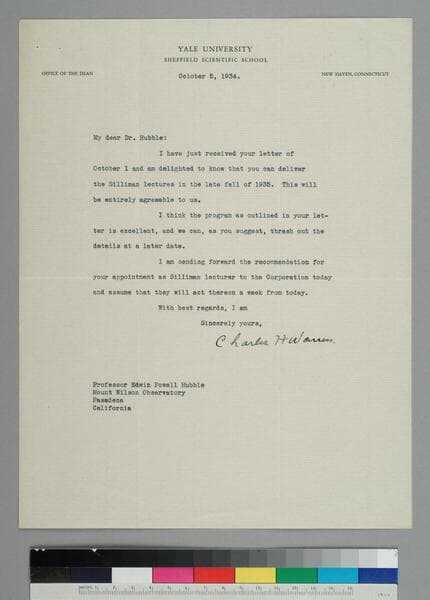 YALE UNIVERSITY
SHEFFIELD SCIENTIFIC SCHOOL
OFFICE OF THE DEAN
October 5, 1934.
NEW HAVEN, CONNECTICUT
My dear Dr. Hubble:
I have just received your letter of
October 1 and am delighted to know that you can deliver
the Silliman lectures in the late fall of 1935. This will
be entirely agreeable to us.
I think the program as outlined in your let-
ter is excellent, and we can, as you suggest, thrash out the
details at a later date.
I am sending forward the recommendation for
your appointment as Silliman lecturer to the Corporation today
and assume that they will act thereon a week from today.
With best regards, I am
Sincerely yours,
Charles H Warren.
Professor Edwin Powell Hubble
Mount Wilson Observatory
Pasadena
California